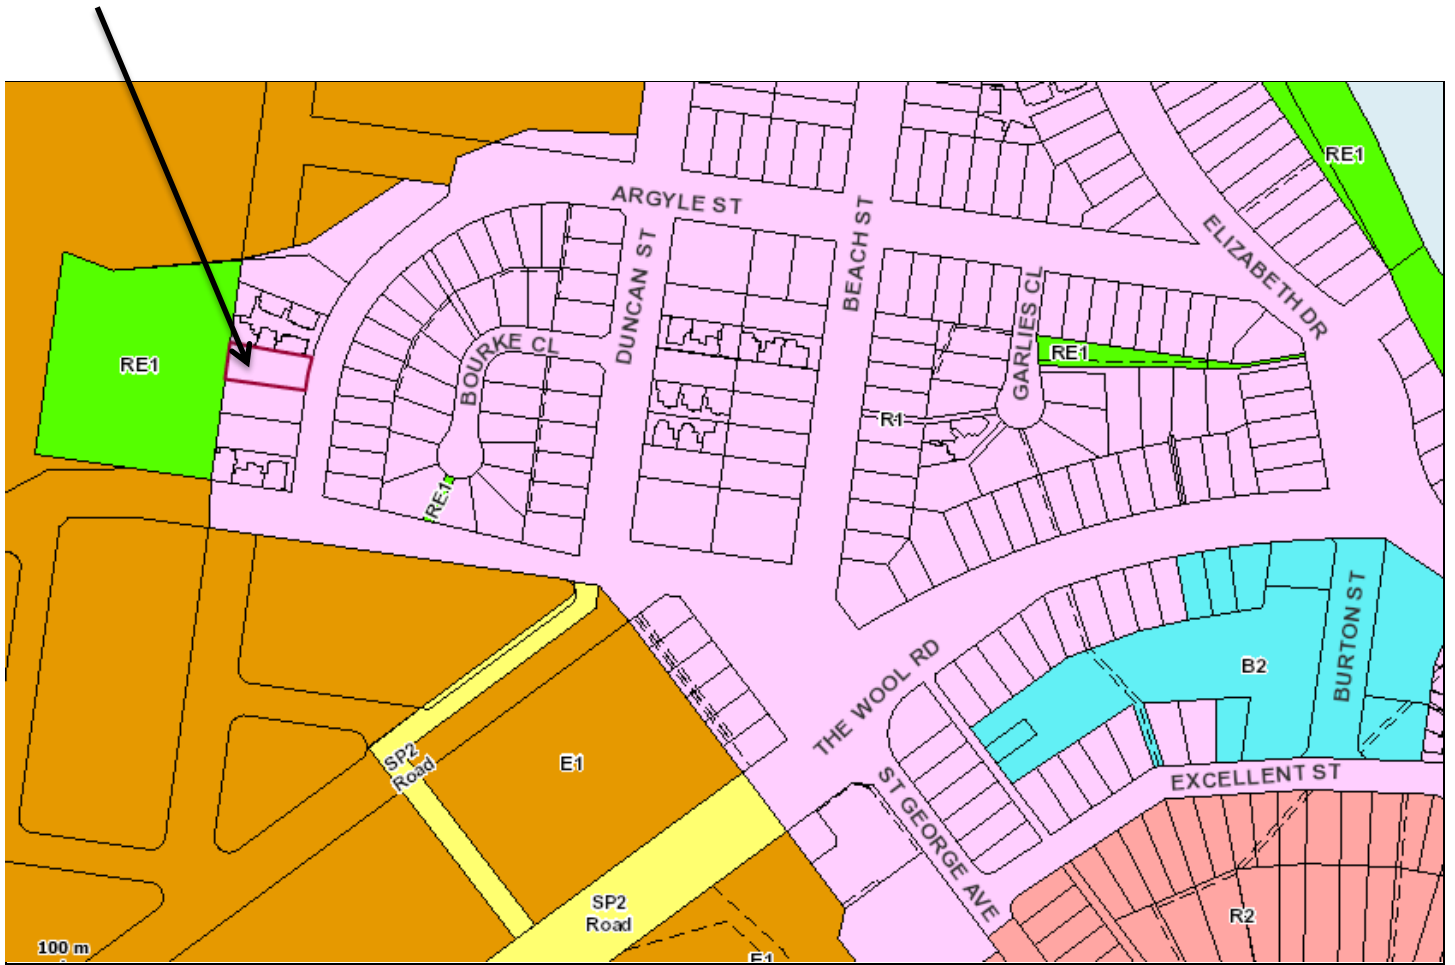 RE1
ARGYLE ST
ELIZABETH DR
BEACH ST
DUNCAN ST
GARLIES CL
BOURKE CL
RE1
RE1
R1
RE1
BURTON ST
THE WOOL RD
B2
SP2
Road
E1
EXCELLENT ST
ST GEORGE AVE
SP2
Road
R2
100 m
E1